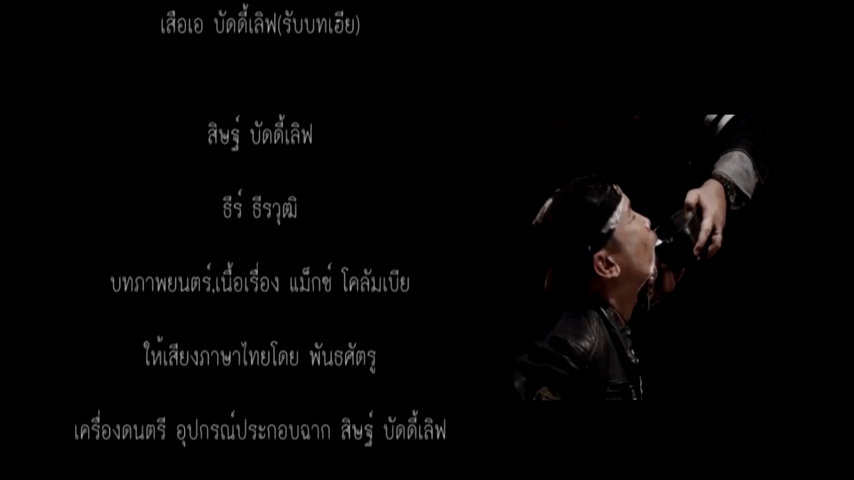 เสือเอ บัดดี้เลิฟ(รับบทเฮีย)
สิษฐ์ บัดดี้เลิฟ
ธีร์ ธีรวุฒิ
บทภาพยนตร์,เนื้อเรื่อง แม็กซ์ โคลัมเบีย
ให้เสียงภาษาไทยโดย พันธศัตรู
เครื่องดนตรี อุปกรณ์ประกอบฉาก สิษฐ์ บัดดี้เลิฟ